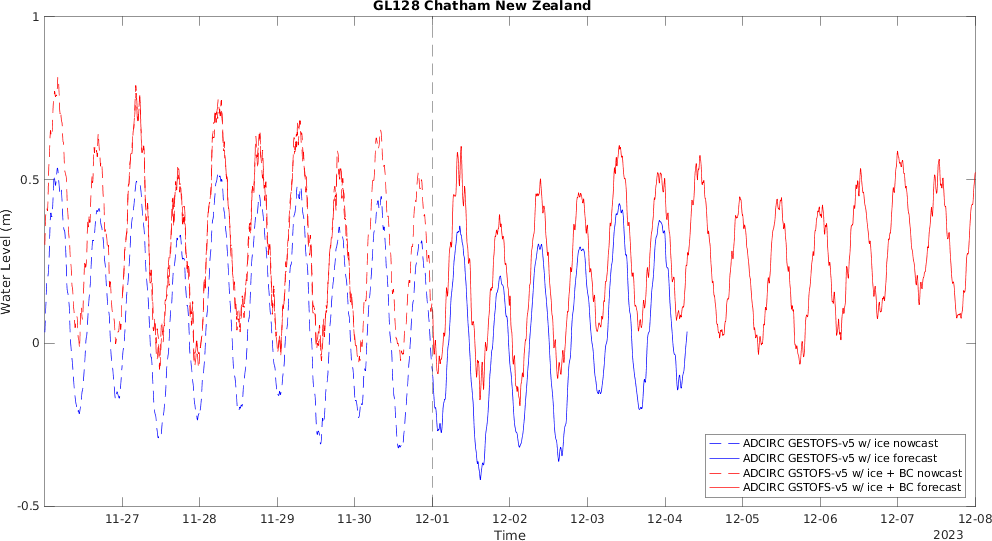 GL128 Chatham New Zealand
1
0.5
0
-0.5
Water Level (m)
11-27 11-28 11-29 11-30 12-01 12-02 12-03 12-04 12-05 12-06 12-07 12-08
Time
2023
ADCIRC GESTOFS-v5 w/ ice nowcast
ADCIRC GESTOFS-v5 w/ ice forecast
ADCIRC GSTOFS-v5 w/ ice + BC nowcast
ADCIRC GSTOFS-v5 w/ ice + BC forecast